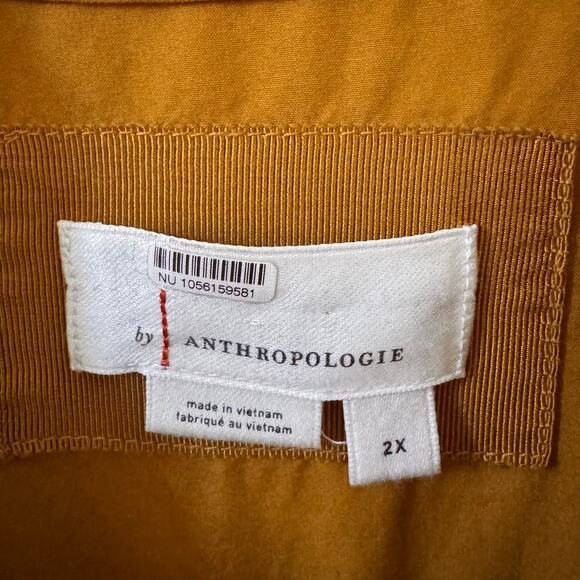 NU 1056159581
by ANTHROPOLOGIE
made in vietnam
fabriqué au vietnam
2X